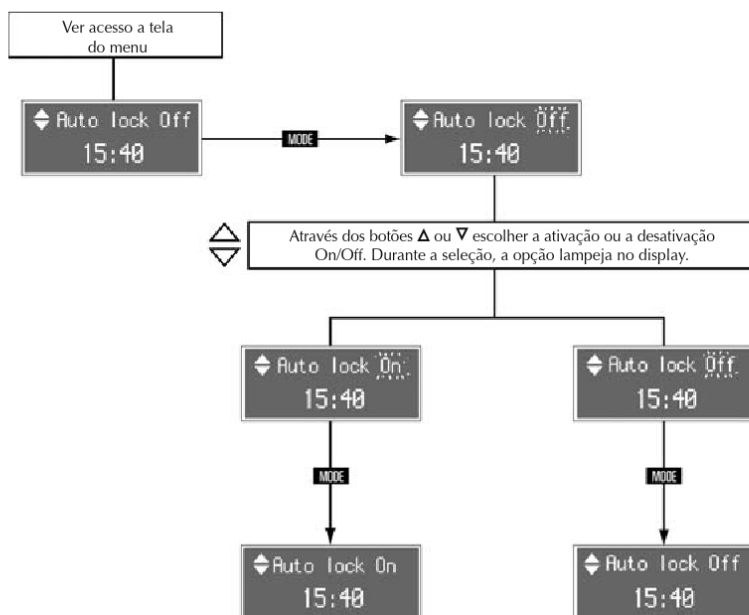 Ver acesso a tela
do menu
Auto lock Off
15:40
MODE
Auto lock Off
15:40
Através dos botões Δ ou ∇ escolher a ativação ou a desativação
On/Off. Durante a seleção, a opção lampeja no display.
Auto lock On
15:40
Auto lock Off
15:40
MODE
MODE
Auto lock On
15:40
Auto lock Off
15:40